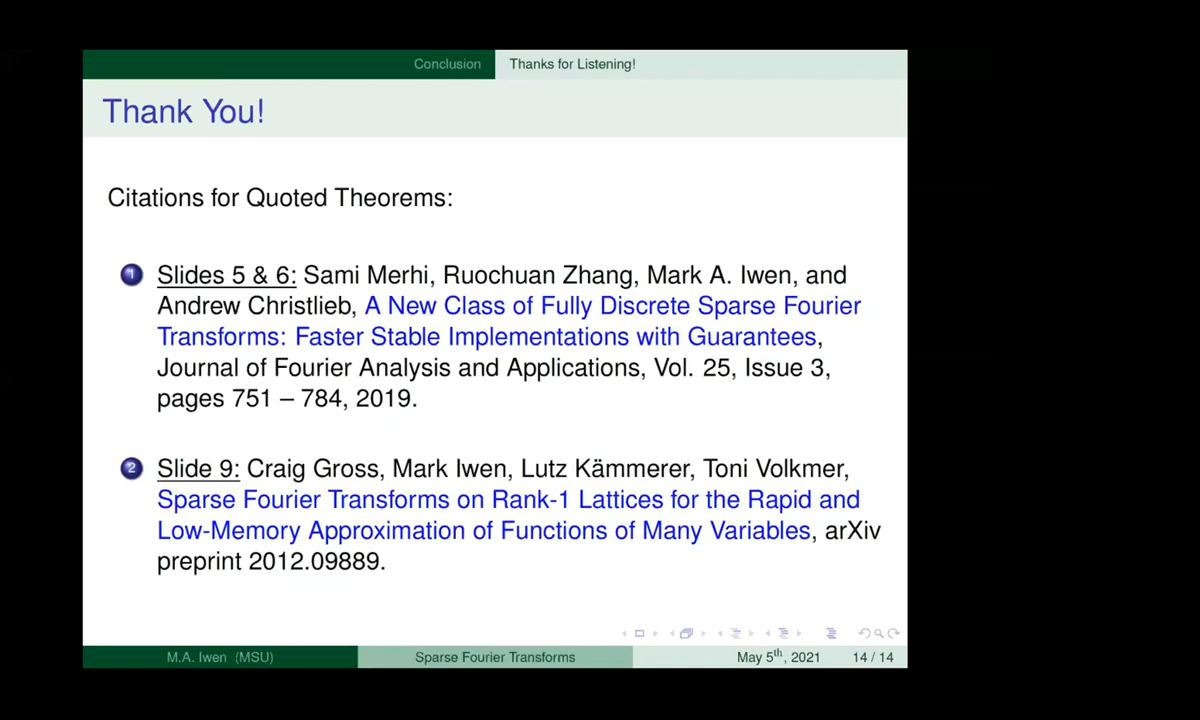 Conclusion Thanks for Listening!
Thank You!
Citations for Quoted Theorems:
1 Slides 5 & 6: Sami Merhi, Ruochuan Zhang, Mark A. Iwen, and
Andrew Christlieb, A New Class of Fully Discrete Sparse Fourier
Transforms: Faster Stable Implementations with Guarantees,
Journal of Fourier Analysis and Applications, Vol. 25, Issue 3,
pages 751 – 784, 2019.
2 Slide 9: Craig Gross, Mark Iwen, Lutz Kämmerer, Toni Volkmer,
Sparse Fourier Transforms on Rank-1 Lattices for the Rapid and
Low-Memory Approximation of Functions of Many Variables, arXiv
preprint 2012.09889.
M.A. Iwen (MSU) Sparse Fourier Transforms May 5th, 2021 14 / 14